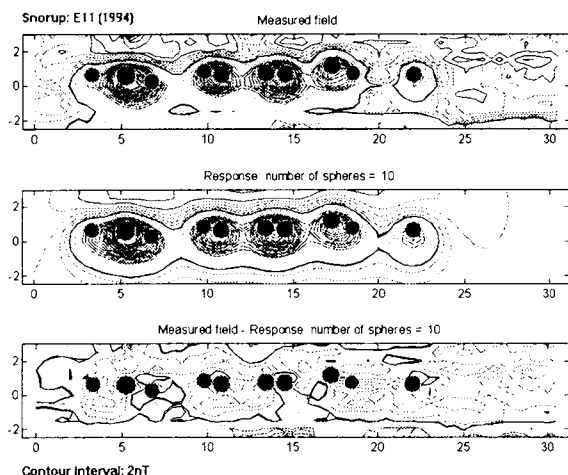 Snorup: E11 (1994)
Measured field
2
0
-2
0 5 10 15 20 25 30
Response number of spheres = 10
2
0
-2
0 5 10 15 20 25 30
Measured field - Response number of spheres = 10
2
0
-2
0 5 10 15 20 25 30
Contour interval: 2nT